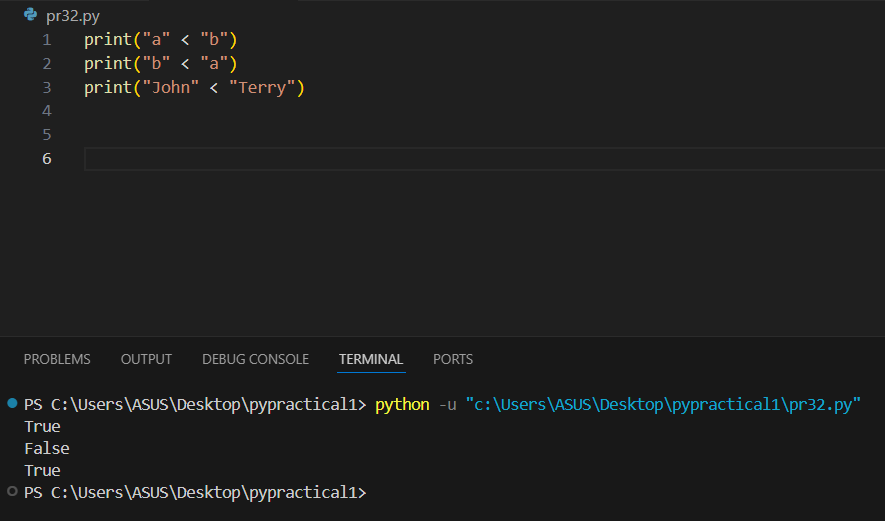 pr32.py
1 print("a" < "b")
2 print("b" < "a")
3 print("John" < "Terry")
4
5
6
PROBLEMS OUTPUT DEBUG CONSOLE TERMINAL PORTS
PS C:\Users\ASUS\Desktop\pypractical1> python -u "c:\Users\ASUS\Desktop\pypractical1\pr32.py"
True
False
True
PS C:\Users\ASUS\Desktop\pypractical1>